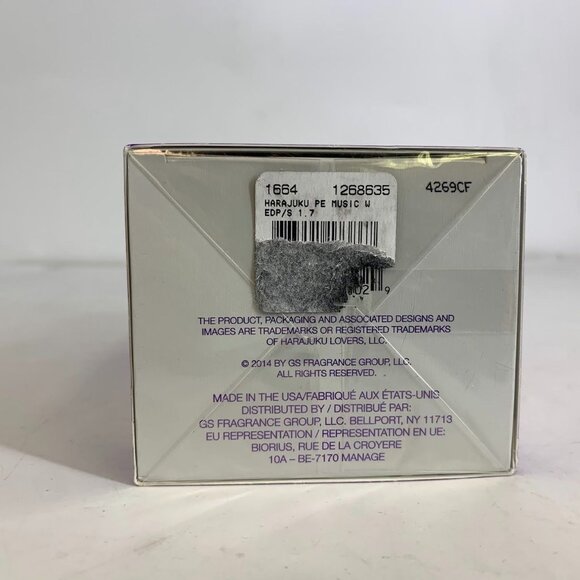 1664 1268635
4269CF
HARAJUKU PE MUSIC W
EDP/S 1.7
02 9
THE PRODUCT, PACKAGING AND ASSOCIATED DESIGNS AND
IMAGES ARE TRADEMARKS OR REGISTERED TRADEMARKS
OF HARAJUKU LOVERS, LLC.
© 2014 BY GS FRAGRANCE GROUP, LLC.
ALL RIGHTS RESERVED.
MADE IN THE USA/FABRIQUÉ AUX ÉTATS-UNIS
DISTRIBUTED BY / DISTRIBUÉ PAR:
GS FRAGRANCE GROUP, LLC. BELLPORT, NY 11713
EU REPRESENTATION / REPRESENTATION EN UE:
BIORIUS, RUE DE LA CROYERE
10A – BE-7170 MANAGE